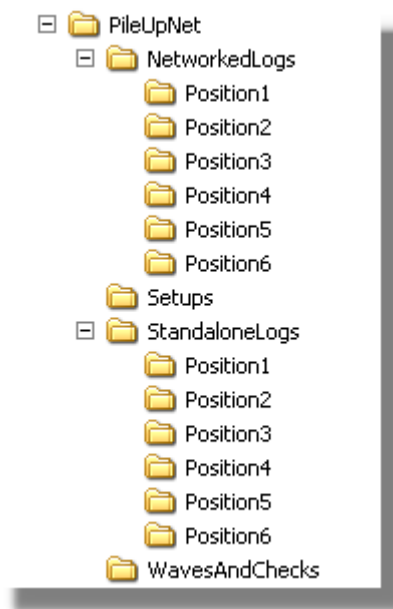 PileUpNet
NetworkedLogs
Position1
Position2
Position3
Position4
Position5
Position6
Setups
StandaloneLogs
Position1
Position2
Position3
Position4
Position5
Position6
WavesAndChecks